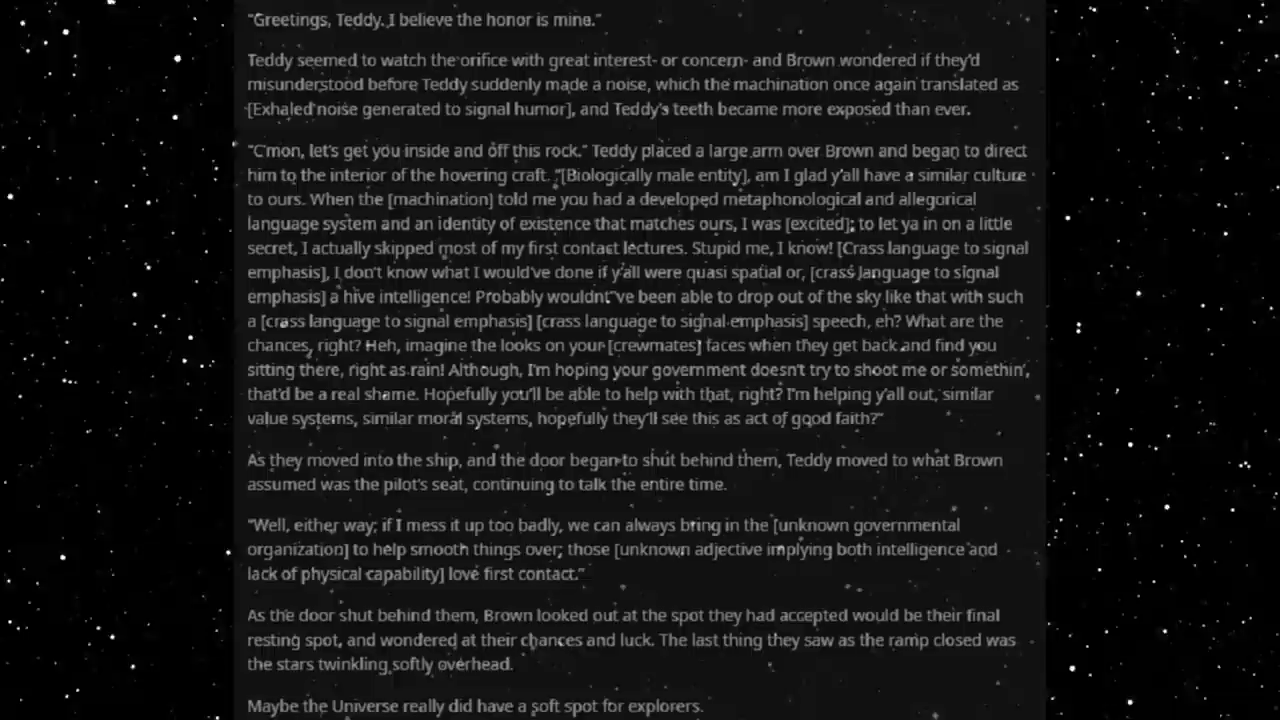 "Greetings, Teddy. I believe the honor is mine."
Teddy seemed to watch the orifice with great interest- or concern- and Brown wondered if they'd
misunderstood before Teddy suddenly made a noise, which the machination once again translated as
[Exhaled noise generated to signal humor], and Teddy's teeth became more exposed than ever.
"C'mon, let's get you inside and off this rock." Teddy placed a large arm over Brown and began to direct
him to the interior of the hovering craft. "[Biologically male entity], am I glad y'all have a similar culture
to ours. When the [machination] told me you had a developed metaphonological and allegorical
language system and an identity of existence that matches ours, I was [excited]; to let ya in on a little
secret, I actually skipped most of my first contact lectures. Stupid me, I know! [Crass language to signal
emphasis], I don't know what I would've done if y'all were quasi spatial or, [crass language to signal
emphasis] a hive intelligence! Probably wouldnt've been able to drop out of the sky like that with such
a [crass language to signal emphasis] [crass language to signal emphasis] speech, eh? What are the
chances, right? Heh, imagine the looks on your [crewmates] faces when they get back and find you
sitting there, right as rain! Although, I'm hoping your government doesn't try to shoot me or somethin',
that'd be a real shame. Hopefully you'll be able to help with that, right? I'm helping y'all out, similar
value systems, similar moral systems, hopefully they'll see this as act of good faith?"
As they moved into the ship, and the door began to shut behind them, Teddy moved to what Brown
assumed was the pilot's seat, continuing to talk the entire time.
"Well, either way; if I mess it up too badly, we can always bring in the [unknown governmental
organization] to help smooth things over; those [unknown adjective implying both intelligence and
lack of physical capability] love first contact."
As the door shut behind them, Brown looked out at the spot they had accepted would be their final
resting spot, and wondered at their chances and luck. The last thing they saw as the ramp closed was
the stars twinkling softly overhead.
Maybe the Universe really did have a soft spot for explorers.